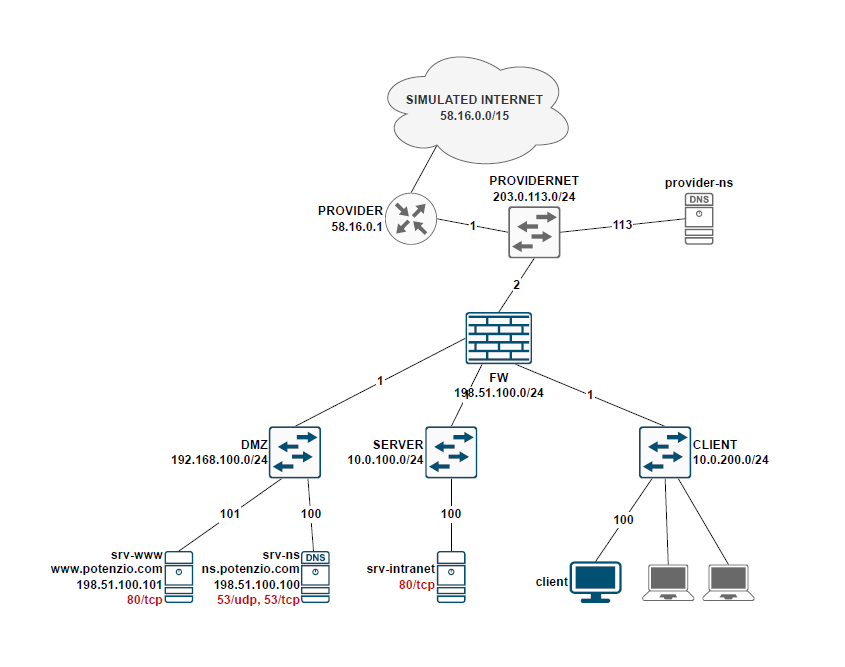 SIMULATED INTERNET
58.16.0.0/15
PROVIDERNET
203.0.113.0/24
provider-ns
DNS
PROVIDER
58.16.0.1
1
113
2
FW
198.51.100.0/24
1
1
1
DMZ
192.168.100.0/24
SERVER
10.0.100.0/24
CLIENT
10.0.200.0/24
101
100
100
100
srv-www
www.potenzio.com
198.51.100.101
80/tcp
srv-ns
ns.potenzio.com
198.51.100.100
53/udp, 53/tcp
DNS
srv-intranet
80/tcp
client